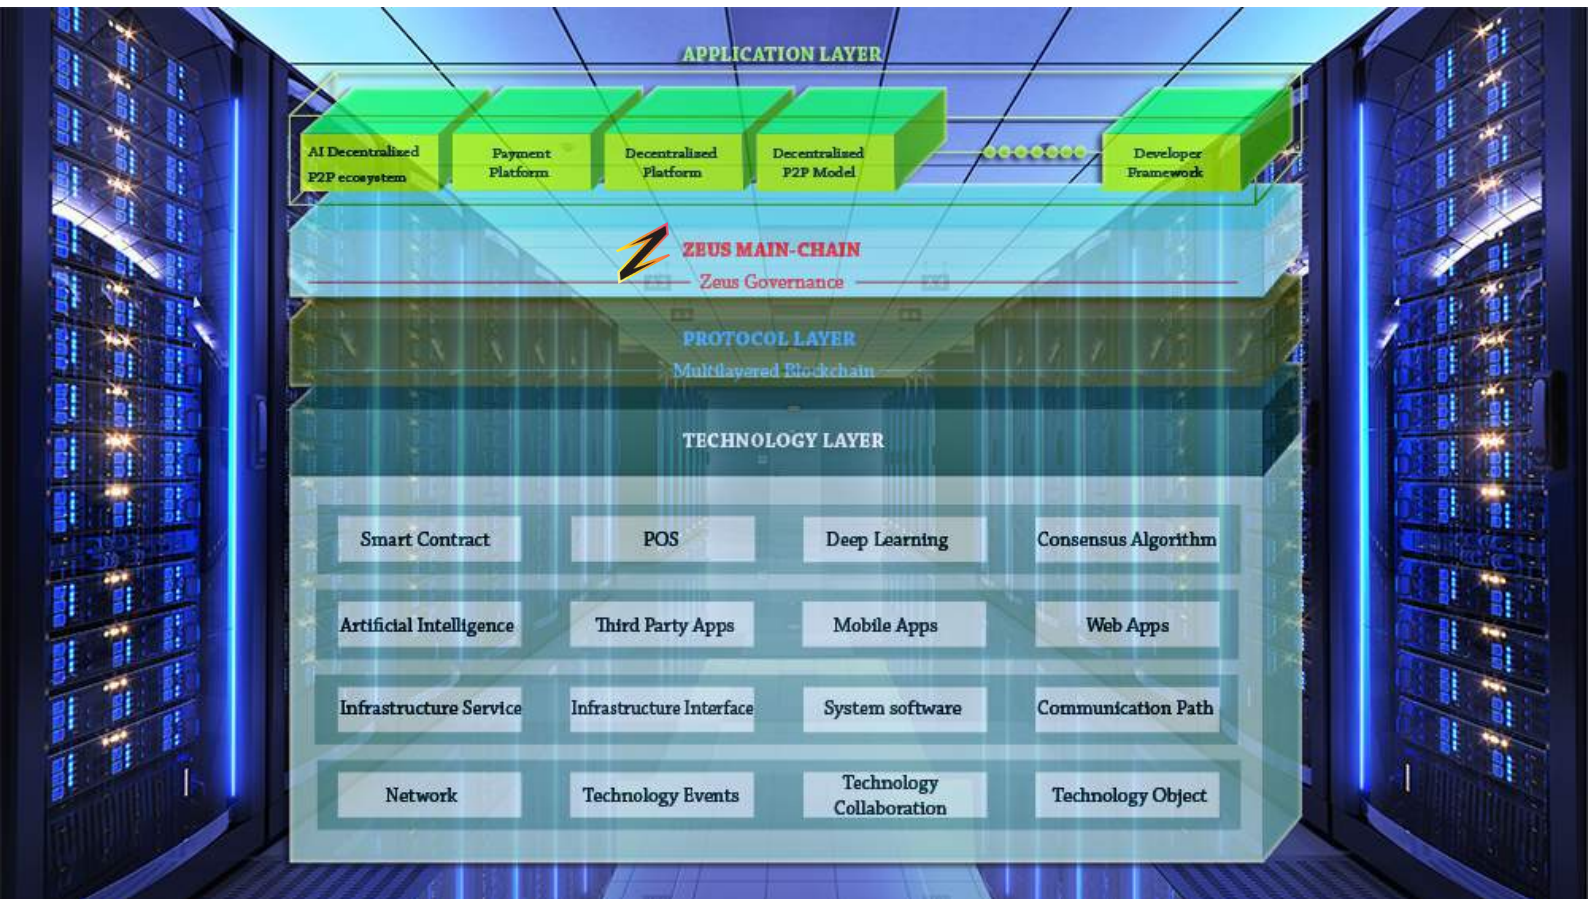 APPLICATION LAYER
AI Decentralized
P2P ecosystem
Payment
Platform
Decentralized
Platform
Decentralized
P2P Model
Developer
Framework
ZEUS MAIN-CHAIN
Zeus Governance
PROTOCOL LAYER
Multilayered Blockchain
TECHNOLOGY LAYER
Smart Contract
POS
Deep Learning
Consensus Algorithm
Artificial Intelligence
Third Party Apps
Mobile Apps
Web Apps
Infrastructure Service
Infrastructure Interface
System software
Communication Path
Network
Technology Events
Technology
Collaboration
Technology Object